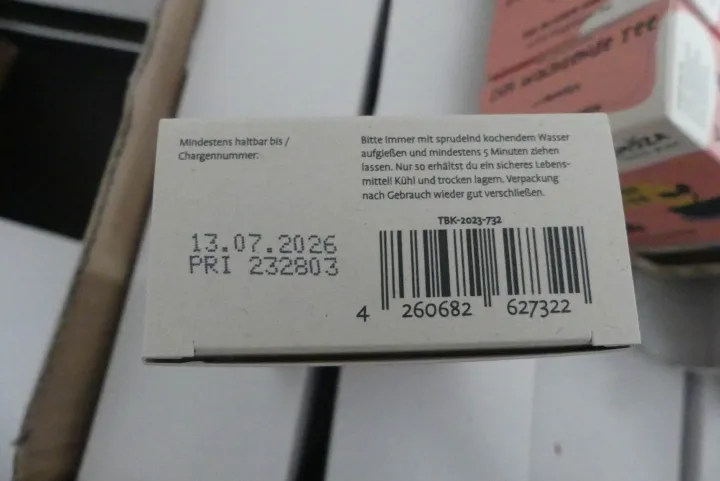 Mindestens haltbar bis /
Chargennummer:
13.07.2026
PRI 232803
Bitte immer mit sprudelnd kochendem Wasser
aufgießen und mindestens 5 Minuten ziehen
lassen. Nur so erhältst du ein sicheres Lebens-
mittel! Kühl und trocken lagern. Verpackung
nach Gebrauch wieder gut verschließen.
TBK-2023-732
4 260682 627322
TEE